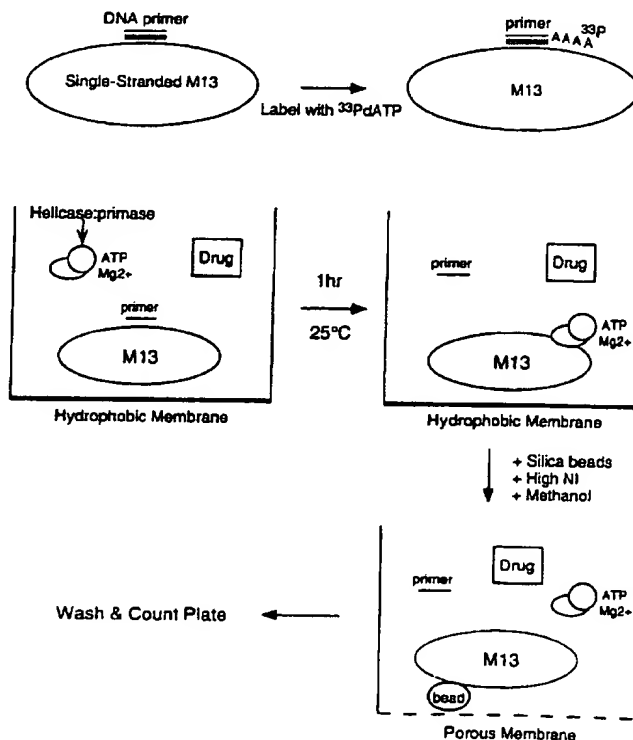 DNA primer
Single-Stranded M13
Label with ³³PdATP
primer
A A A A ³³P
M13
Helicase:primase
ATP
Mg2+
Drug
primer
M13
Hydrophobic Membrane
1hr
25°C
primer
Drug
ATP
Mg2+
M13
Hydrophobic Membrane
+ Silica beads
+ High NI
+ Methanol
primer
Drug
ATP
Mg2+
M13
bead
Porous Membrane
Wash & Count Plate